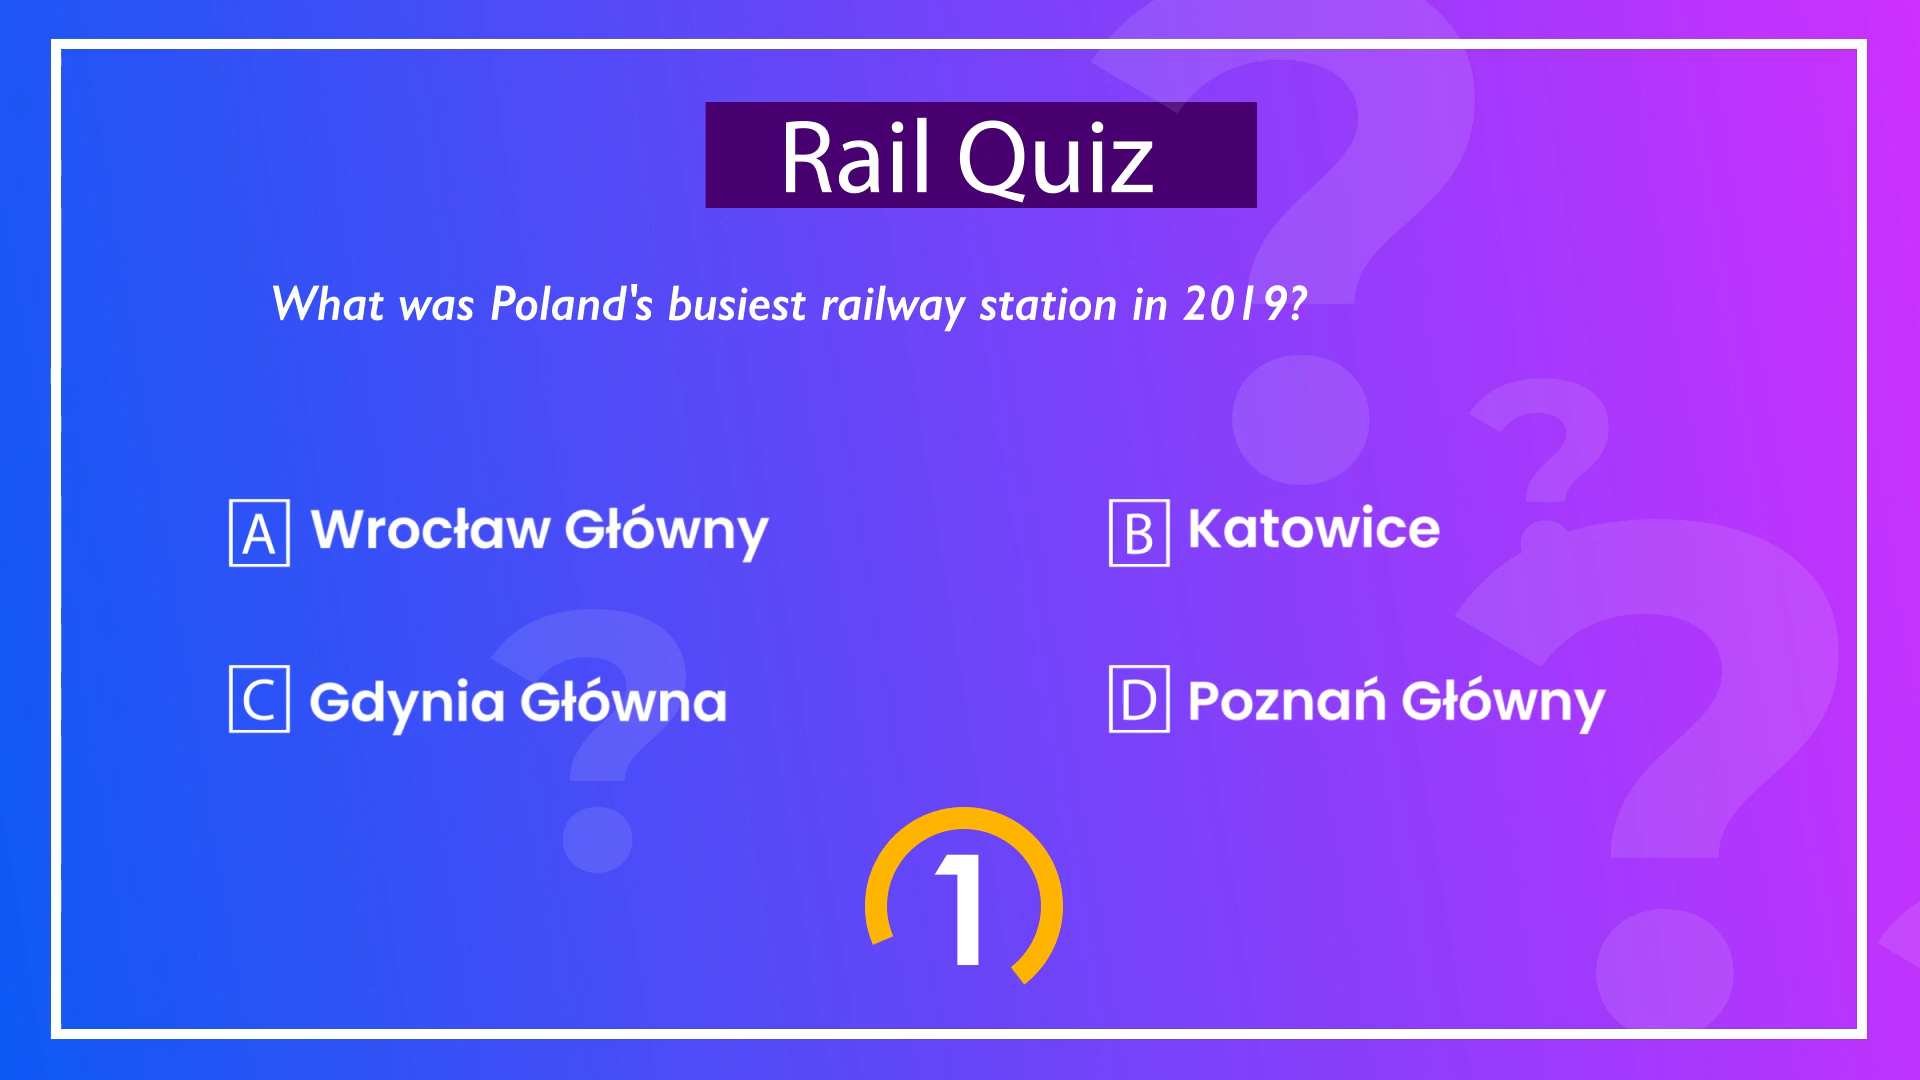 Rail Quiz
What was Poland's busiest railway station in 2019?
A Wrocław Główny
B Katowice
C Gdynia Główna
D Poznań Główny
1